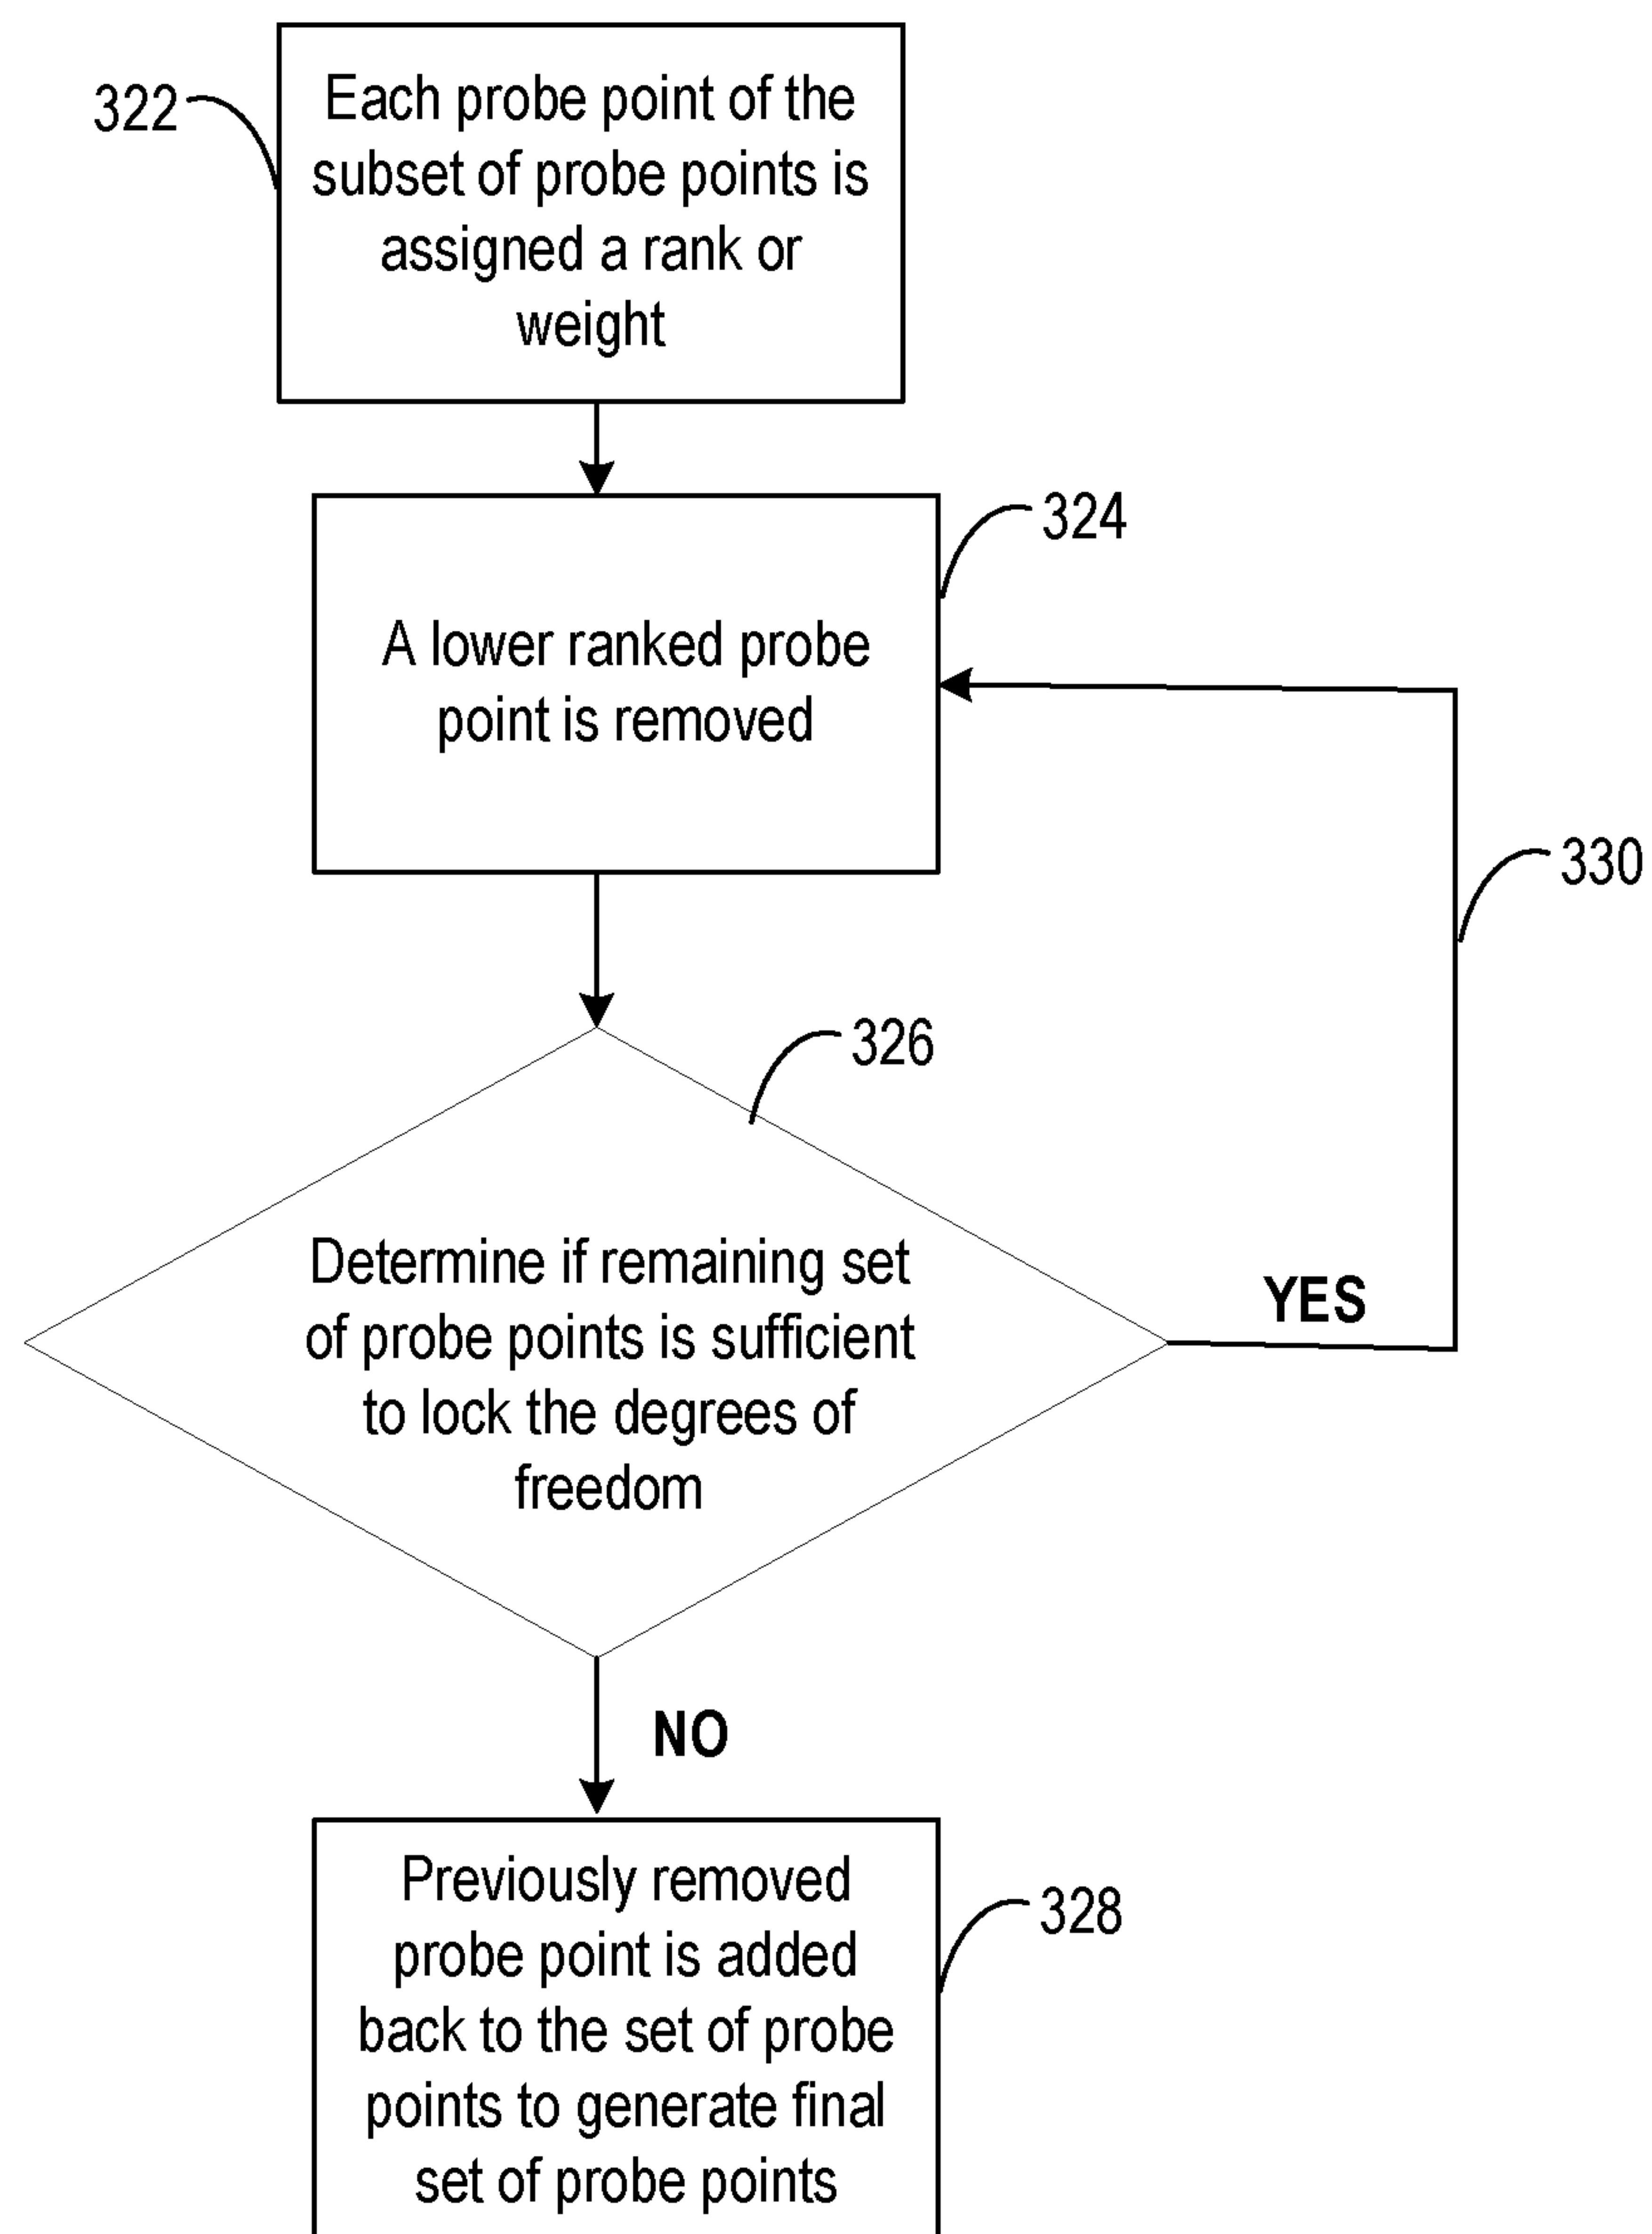 322
Each probe point of the
subset of probe points is
assigned a rank or
weight
324
A lower ranked probe
point is removed
330
326
Determine if remaining set
of probe points is sufficient
to lock the degrees of
freedom
YES
NO
Previously removed
probe point is added
back to the set of probe
points to generate final
set of probe points
328